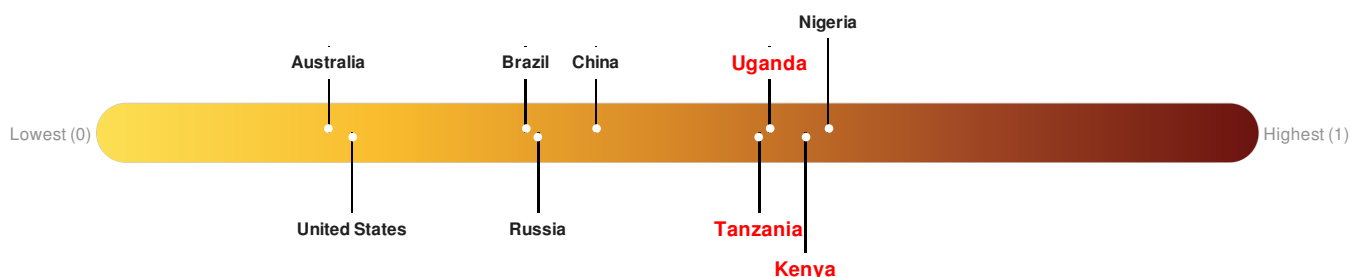 Nigeria
Australia
Brazil
China
Uganda
Lowest (0)
Highest (1)
United States
Russia
Tanzania
Kenya